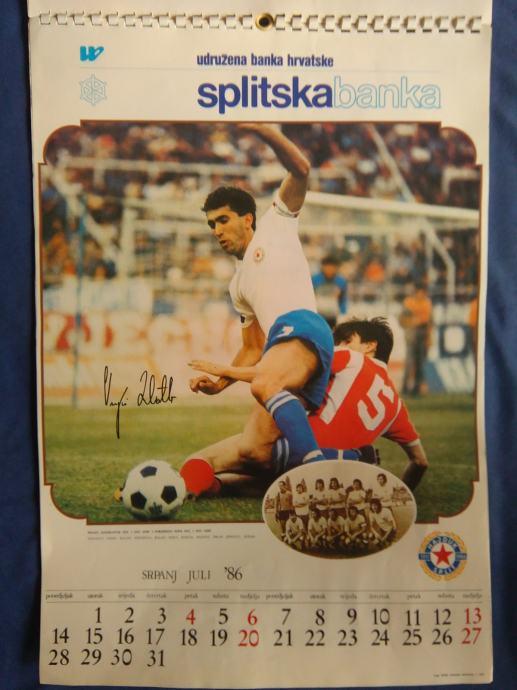 udružena banka hrvatske
splitskabanka
5
HAJDUK
SPLIT
SRPANJ JULI '86
ponedjeljak utorak srijeda četvrtak petak subota nedjelja ponedjeljak utorak srijeda četvrtak petak subota nedjelja
1 2 3 4 5 6 7 8 9 10 11 12 13
14 15 16 17 18 19 20 21 22 23 24 25 26 27
28 29 30 31